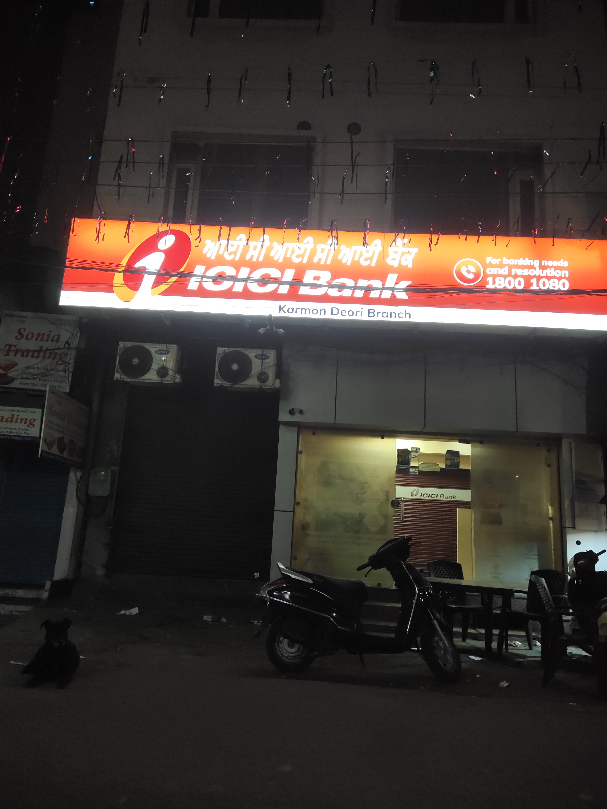 ਆਈ ਸੀ ਆਈ ਸੀ ਆਈ ਬੈਂਕ
ICICI Bank
For banking needs
and resolution
1800 1080
Karmon Deori Branch
Sonia
Trading
ading
ICICI Bank